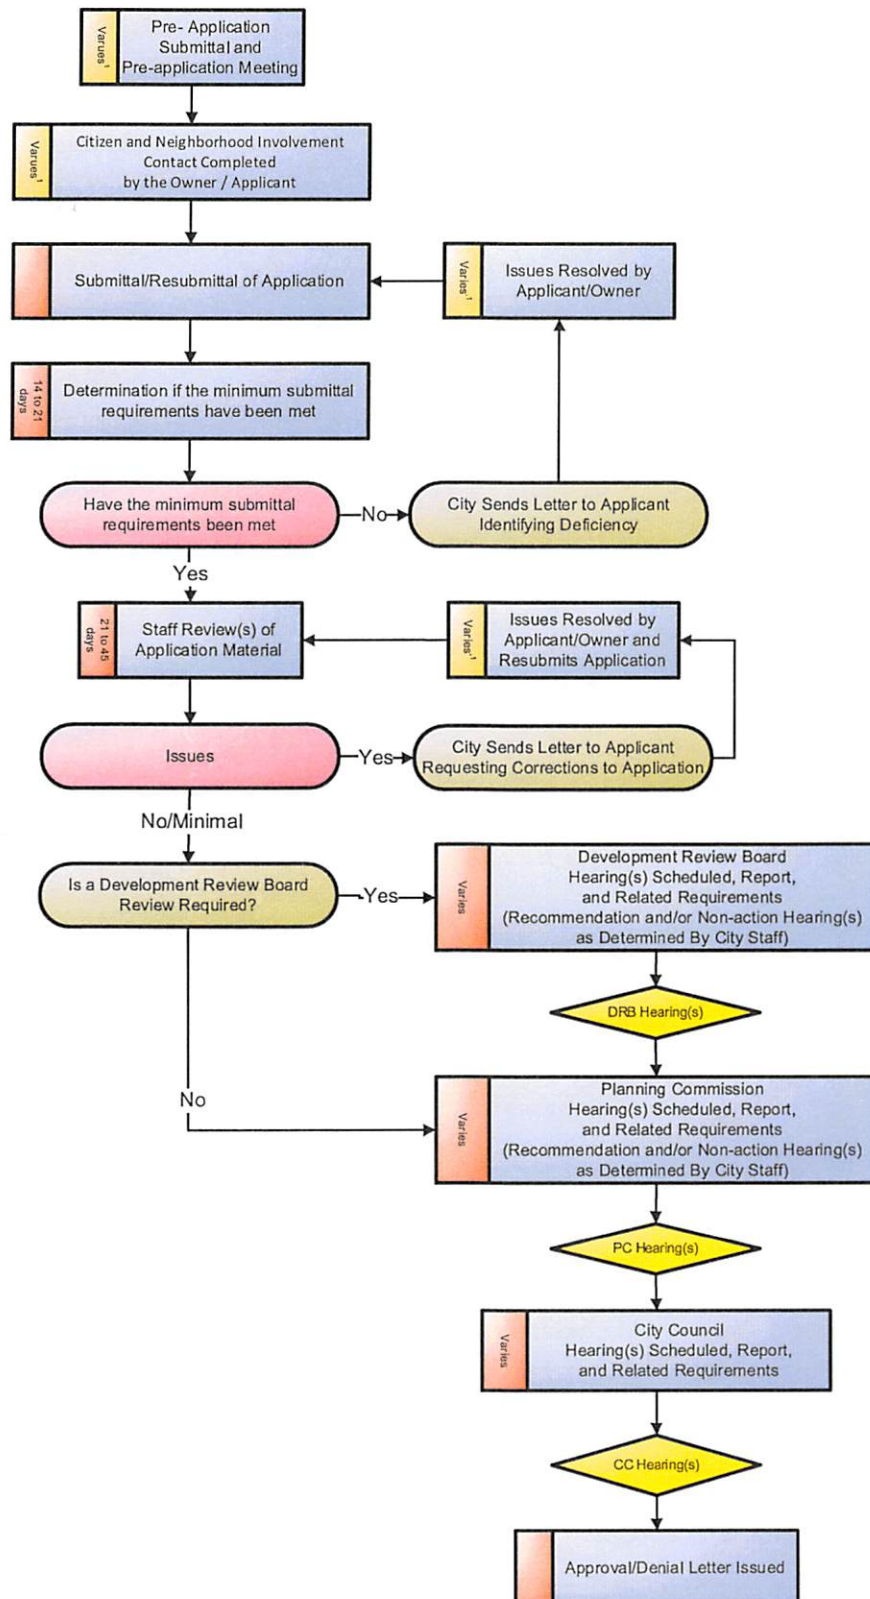 Varues¹
Pre- Application
Submittal and
Pre-application Meeting
Varues¹
Citizen and Neighborhood Involvement
Contact Completed
by the Owner / Applicant
Submittal/Resubmittal of Application
Varies¹
Issues Resolved by
Applicant/Owner
14 to 21
days
Determination if the minimum submittal
requirements have been met
Have the minimum submittal
requirements been met
No
City Sends Letter to Applicant
Identifying Deficiency
Yes
21 to 45
days
Staff Review(s) of
Application Material
Varies¹
Issues Resolved by
Applicant/Owner and
Resubmits Application
Issues
Yes
City Sends Letter to Applicant
Requesting Corrections to Application
No/Minimal
Is a Development Review Board
Review Required?
Yes
Varies
Development Review Board
Hearing(s) Scheduled, Report,
and Related Requirements
(Recommendation and/or Non-action Hearing(s)
as Determined By City Staff)
DRB Hearing(s)
No
Varies
Planning Commission
Hearing(s) Scheduled, Report,
and Related Requirements
(Recommendation and/or Non-action Hearing(s)
as Determined By City Staff)
PC Hearing(s)
Varies
City Council
Hearing(s) Scheduled, Report,
and Related Requirements
CC Hearing(s)
Approval/Denial Letter Issued